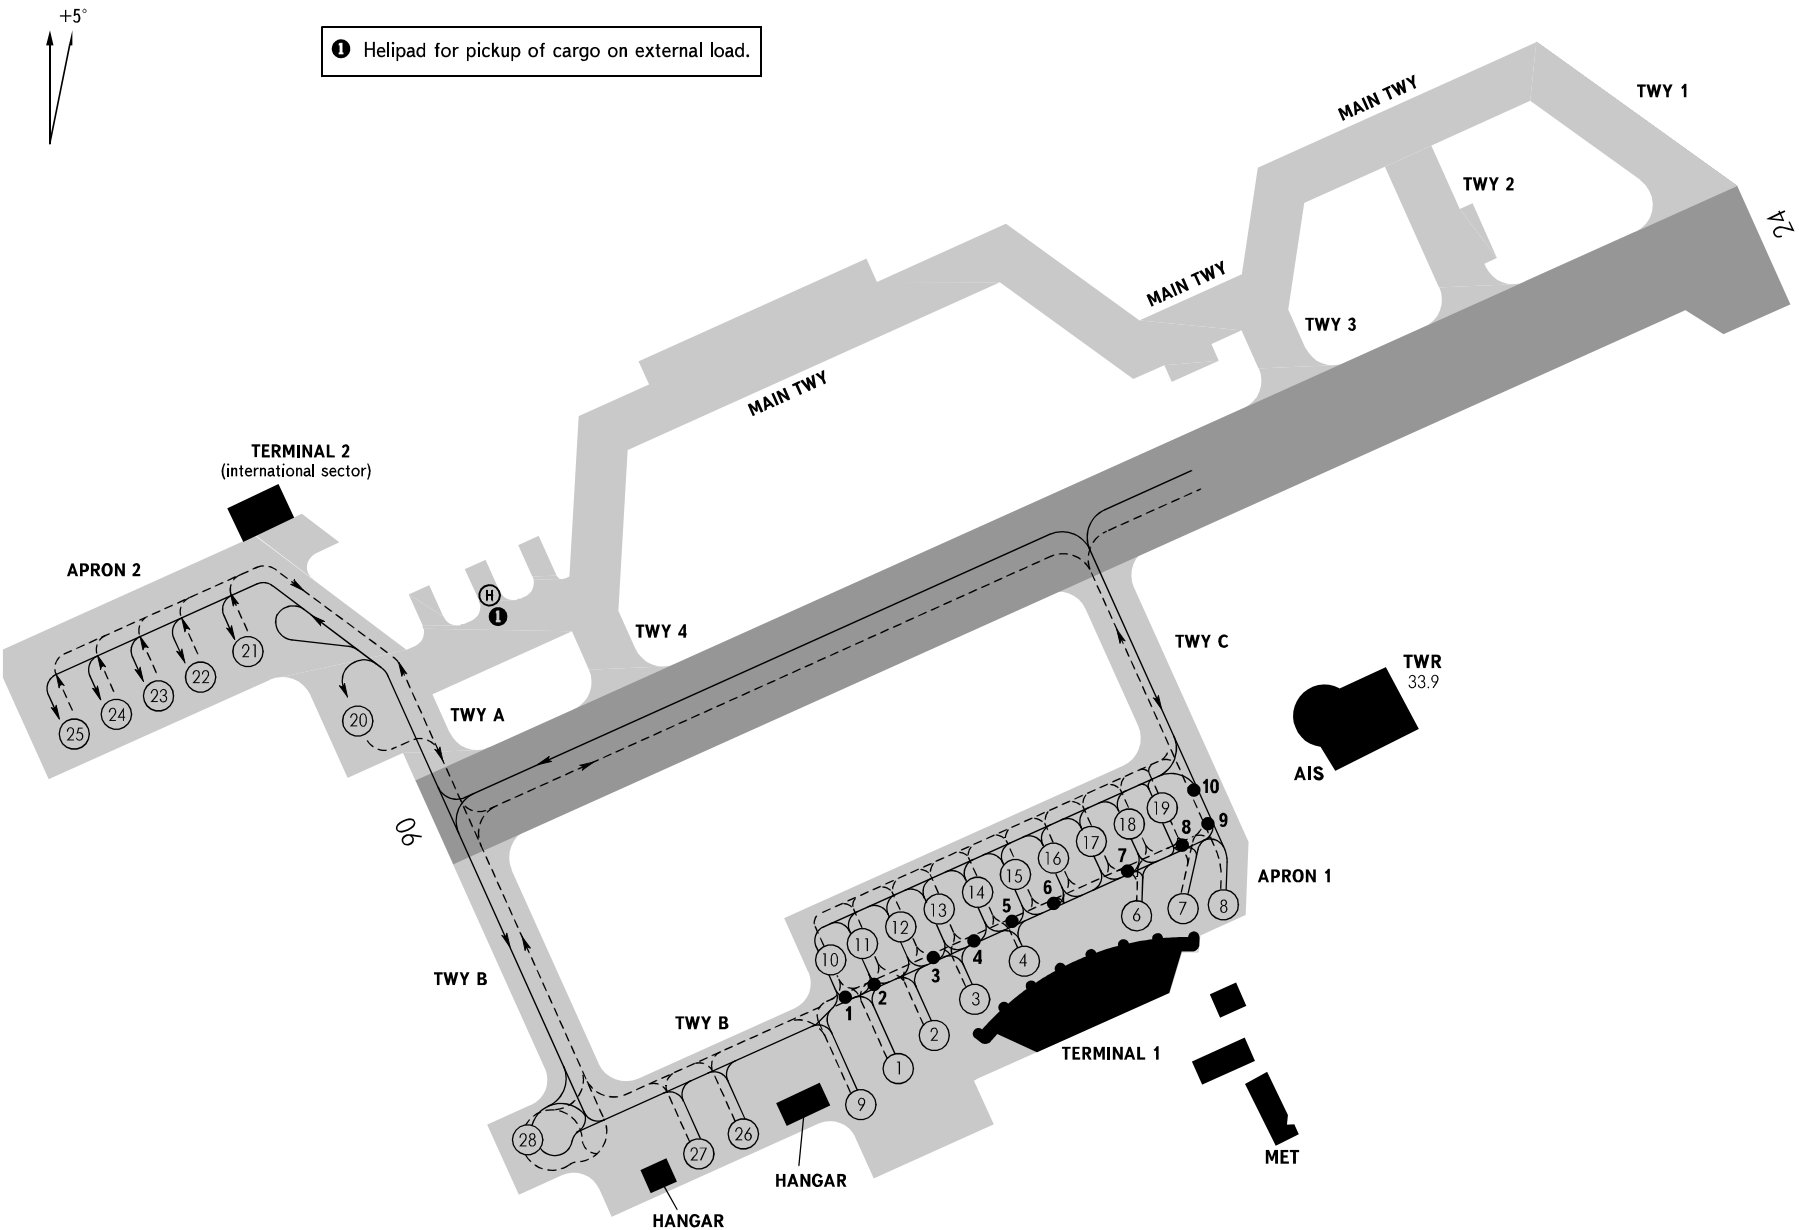 +5°
1 Helipad for pickup of cargo on external load.
MAIN TWY
TWY 1
TWY 2
24
MAIN TWY
TWY 3
MAIN TWY
TERMINAL 2
(international sector)
APRON 2
H
1
TWY 4
TWY C
21
22
23
24
25
20
TWY A
TWR
33.9
AIS
06
10
9
8
7
6
5
4
3
2
1
19
18
17
16
15
14
13
12
11
10
APRON 1
8
7
6
4
3
2
1
9
TWY B
TWY B
TERMINAL 1
28
27
26
HANGAR
HANGAR
MET